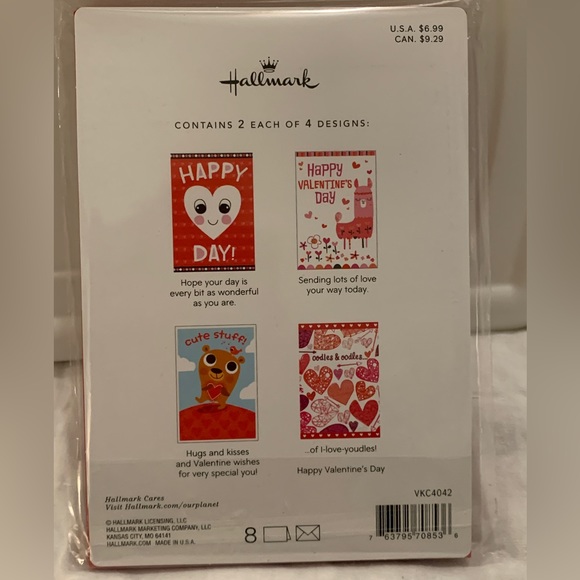 U.S.A. $6.99
CAN. $9.29
Hallmark
CONTAINS 2 EACH OF 4 DESIGNS:
HAPPY
DAY!
Hope your day is
every bit as wonderful
as you are.
HAPPY
VALENTINE'S
DAY
Sending lots of love
your way today.
cute stuff!
Hugs and kisses
and Valentine wishes
for very special you!
oodles & oodles...
...of I-love-youdles!
Happy Valentine's Day
Hallmark Cares
Visit Hallmark.com/ourplanet
© HALLMARK LICENSING, LLC
HALLMARK MARKETING COMPANY, LLC
KANSAS CITY, MO 64141
HALLMARK.COM MADE IN U.S.A.
8
VKC4042
7 63795 70853 6